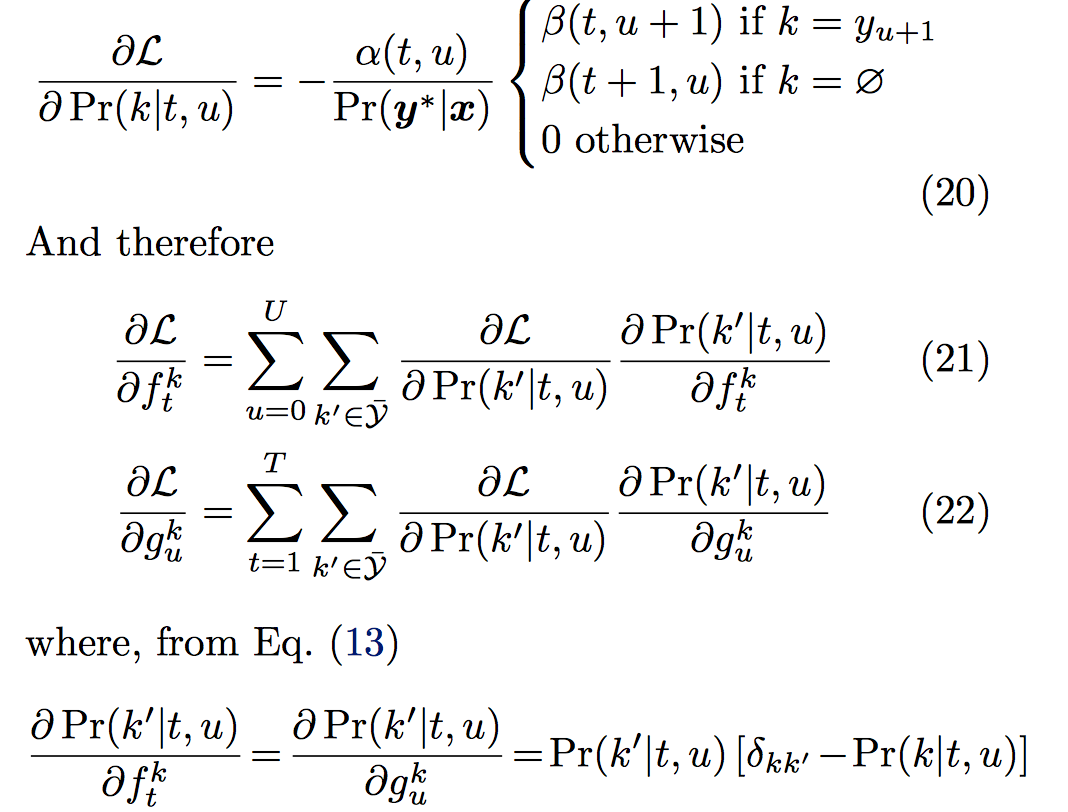 ∂ℒ/∂Pr(k|t, u) = − α(t, u)/Pr(𝒚*|𝒙) { β(t, u + 1) if k = y_{u+1}
β(t + 1, u) if k = ∅
0 otherwise
(20)
And therefore
∂ℒ/∂f_t^k = ∑_{u=0}^{U} ∑_{k′∈𝒴̄} ∂ℒ/∂Pr(k′|t, u) ∂Pr(k′|t, u)/∂f_t^k (21)
∂ℒ/∂g_u^k = ∑_{t=1}^{T} ∑_{k′∈𝒴̄} ∂ℒ/∂Pr(k′|t, u) ∂Pr(k′|t, u)/∂g_u^k (22)
where, from Eq. (13)
∂Pr(k′|t, u)/∂f_t^k = ∂Pr(k′|t, u)/∂g_u^k = Pr(k′|t, u) [δ_{kk′} − Pr(k|t, u)]